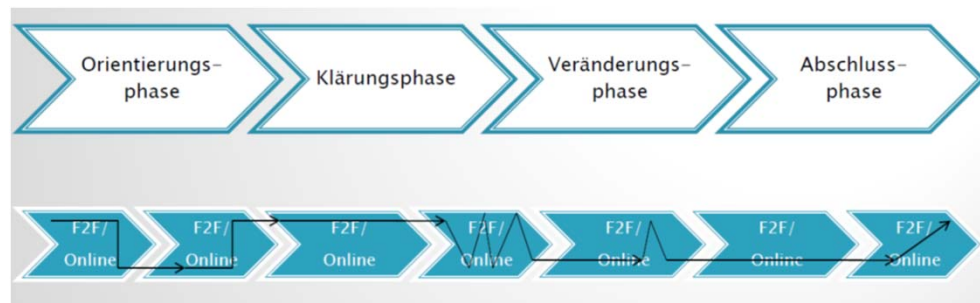 Orientierungs-
phase
Klärungsphase
Veränderungs-
phase
Abschluss-
phase
F2F/
Online
F2F/
Online
F2F/
Online
F2F/
Online
F2F/
Online
F2F/
Online
F2F/
Online